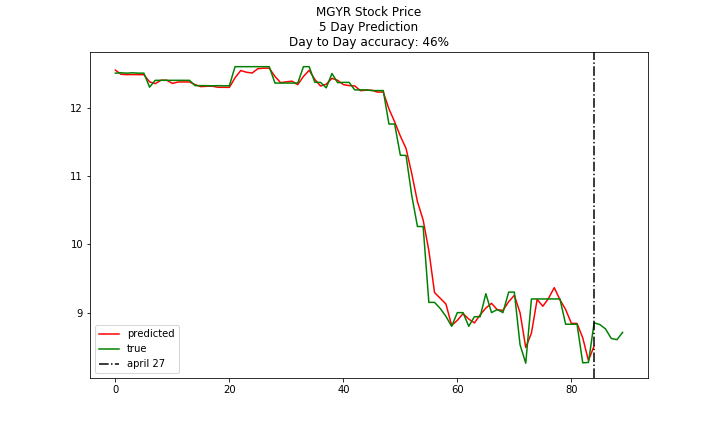 MGYR Stock Price
5 Day Prediction
Day to Day accuracy: 46%
12
11
10
9
predicted
true
april 27
0
20
40
60
80